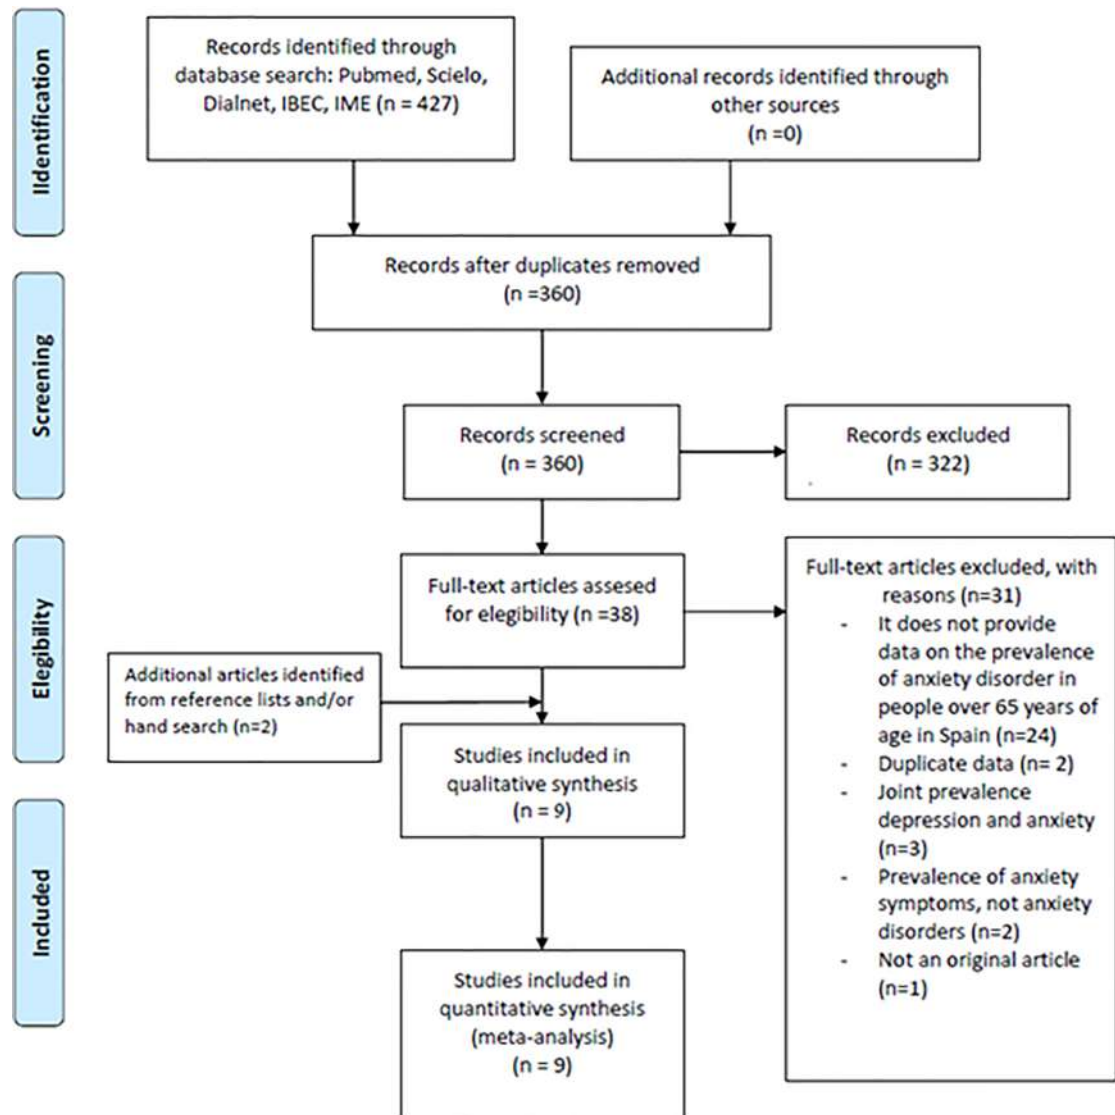 IIdentification
Records identified through
database search: Pubmed, Scielo,
Dialnet, IBEC, IME (n = 427)
Additional records identified through
other sources
(n =0)
Records after duplicates removed
(n =360)
Screening
Records screened
(n = 360)
Records excluded
(n = 322)
Elegibility
Full-text articles assesed
for elegibility (n =38)
Full-text articles excluded, with
reasons (n=31)
- It does not provide
data on the prevalence
of anxiety disorder in
people over 65 years of
age in Spain (n=24)
- Duplicate data (n= 2)
- Joint prevalence
depression and anxiety
(n=3)
- Prevalence of anxiety
symptoms, not anxiety
disorders (n=2)
- Not an original article
(n=1)
Additional articles identified
from reference lists and/or
hand search (n=2)
Studies included in
qualitative synthesis
(n = 9)
Included
Studies included in
quantitative synthesis
(meta-analysis)
(n = 9)